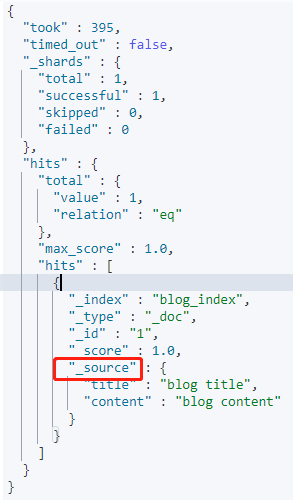 {
"took" : 395,
"timed_out" : false,
"_shards" : {
"total" : 1,
"successful" : 1,
"skipped" : 0,
"failed" : 0
},
"hits" : {
"total" : {
"value" : 1,
"relation" : "eq"
},
"max_score" : 1.0,
"hits" : [
{
"_index" : "blog_index",
"_type" : "_doc",
"_id" : "1",
"_score" : 1.0,
"_source" : {
"title" : "blog title",
"content" : "blog content"
}
}
]
}
}